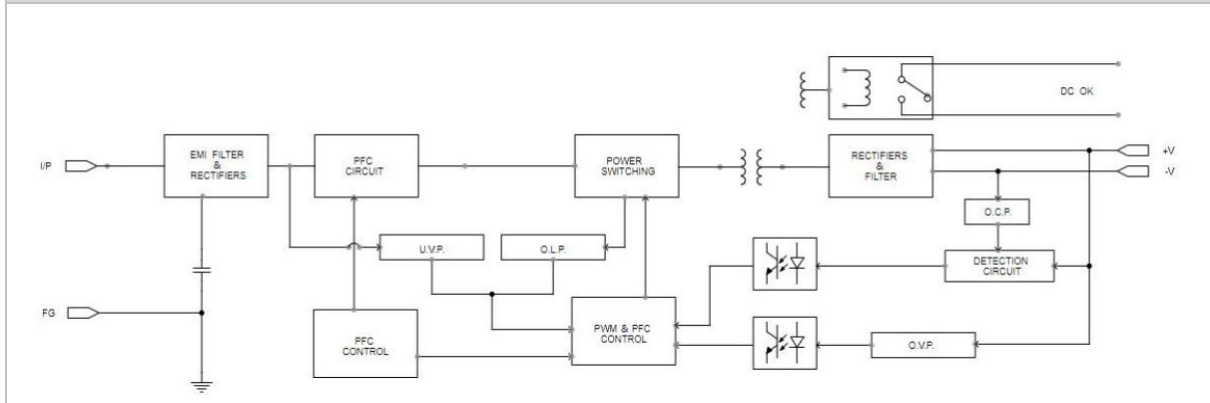 DC OK
I/P
EMI FILTER
&
RECTIFIERS
PFC
CIRCUIT
POWER
SWITCHING
RECTIFIERS
&
FILTER
+V
-V
O.C.P.
U.V.P.
O.L.P.
DETECTION
CIRCUIT
FG
PFC
CONTROL
PWM & PFC
CONTROL
O.V.P.